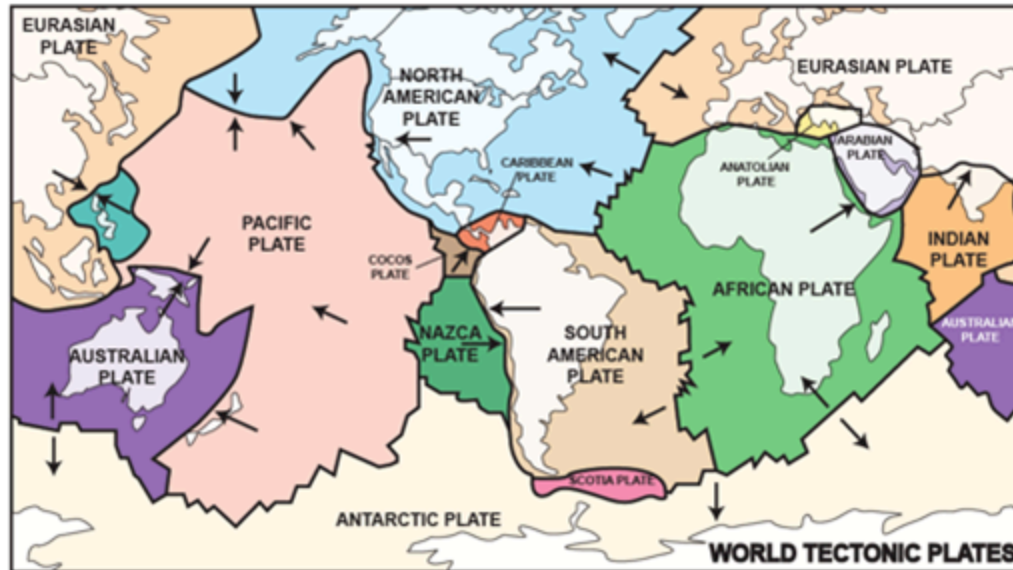 EURASIAN
PLATE
NORTH
AMERICAN
PLATE
EURASIAN PLATE
CARIBBEAN
PLATE
ANATOLIAN
PLATE
ARABIAN
PLATE
PACIFIC
PLATE
COCOS
PLATE
INDIAN
PLATE
AFRICAN PLATE
AUSTRALIAN
PLATE
NAZCA
PLATE
SOUTH
AMERICAN
PLATE
AUSTRALIAN
PLATE
SCOTIA PLATE
ANTARCTIC PLATE
WORLD TECTONIC PLATES